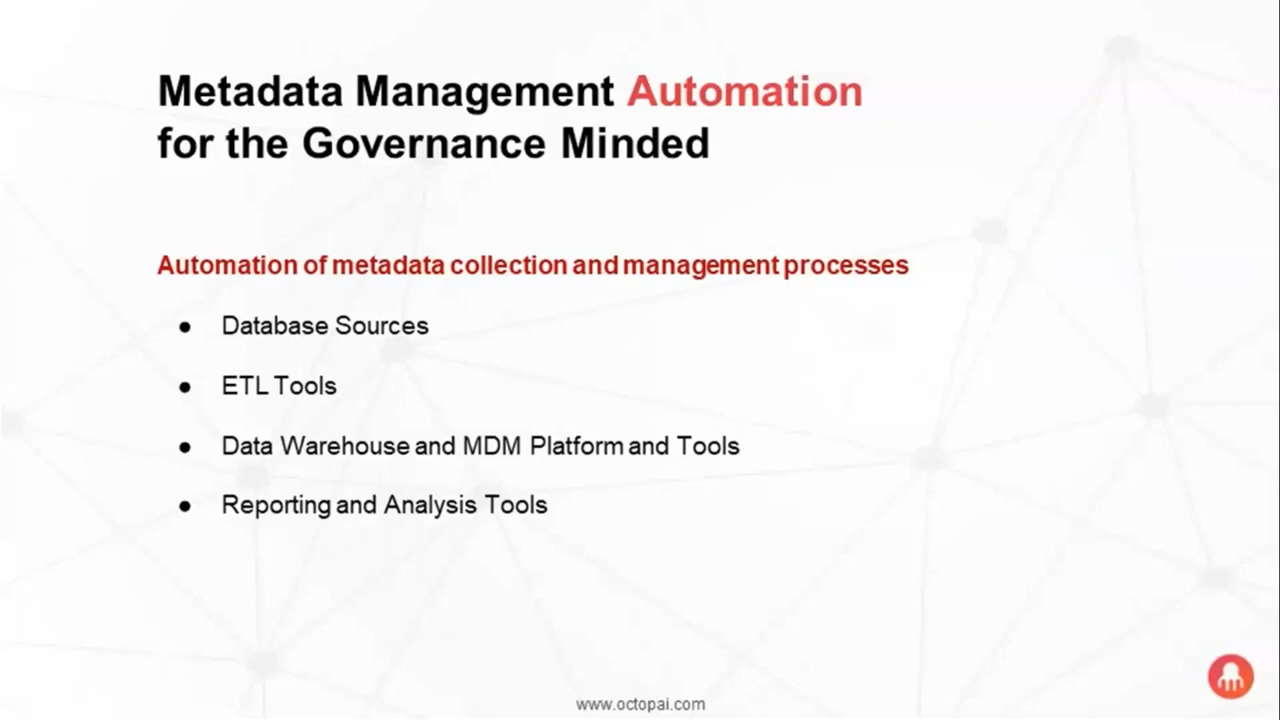 Metadata Management Automation
for the Governance Minded
Automation of metadata collection and management processes
● Database Sources
● ETL Tools
● Data Warehouse and MDM Platform and Tools
● Reporting and Analysis Tools
www.octopai.com